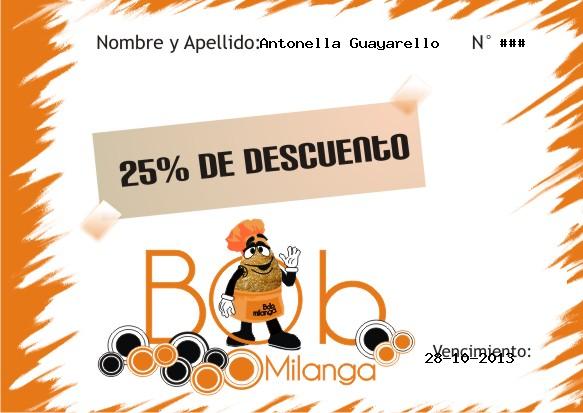 Nombre y Apellido: Antonella Guayarello N° ###
25% DE DESCUENTO
Bob
milanga
Bob
Milanga
Vencimiento:
28-10-2013